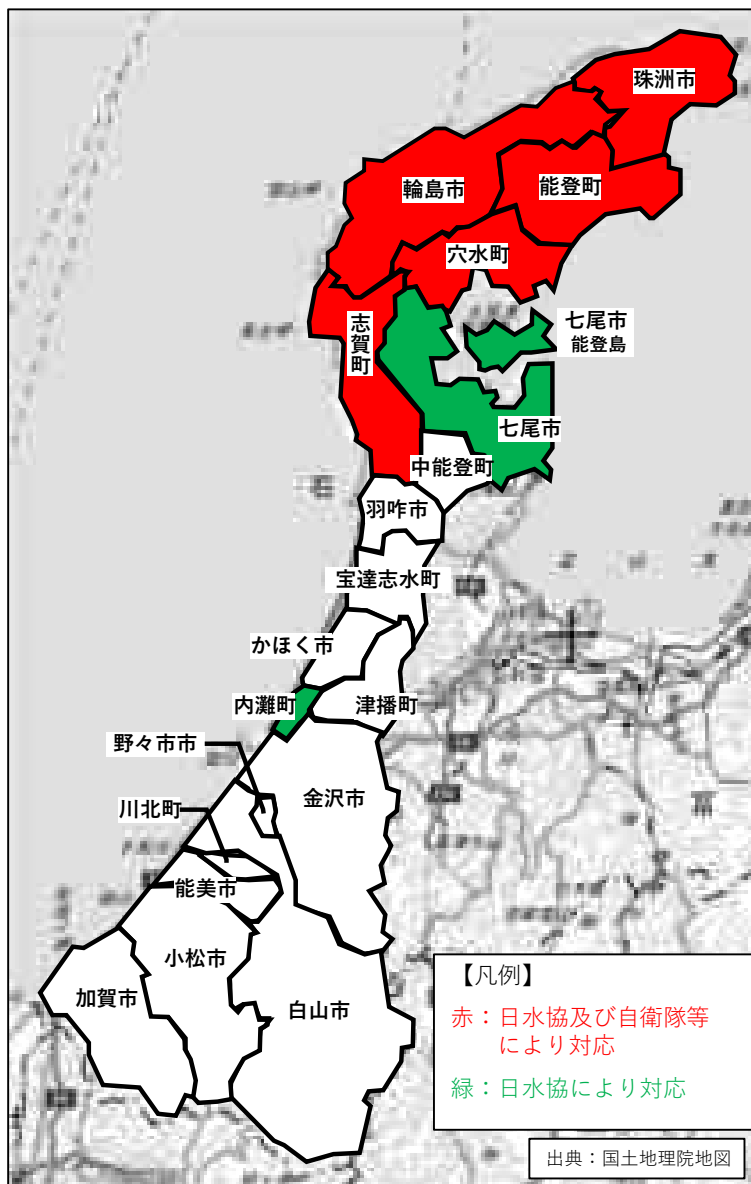 珠洲市
輪島市
能登町
穴水町
七尾市
能登島
志賀町
七尾市
中能登町
羽咋市
宝達志水町
かほく市
内灘町
津播町
野々市市
金沢市
川北町
能美市
小松市
加賀市
白山市
【凡例】
赤：日水協及び自衛隊等
により対応
緑：日水協により対応
出典：国土地理院地図